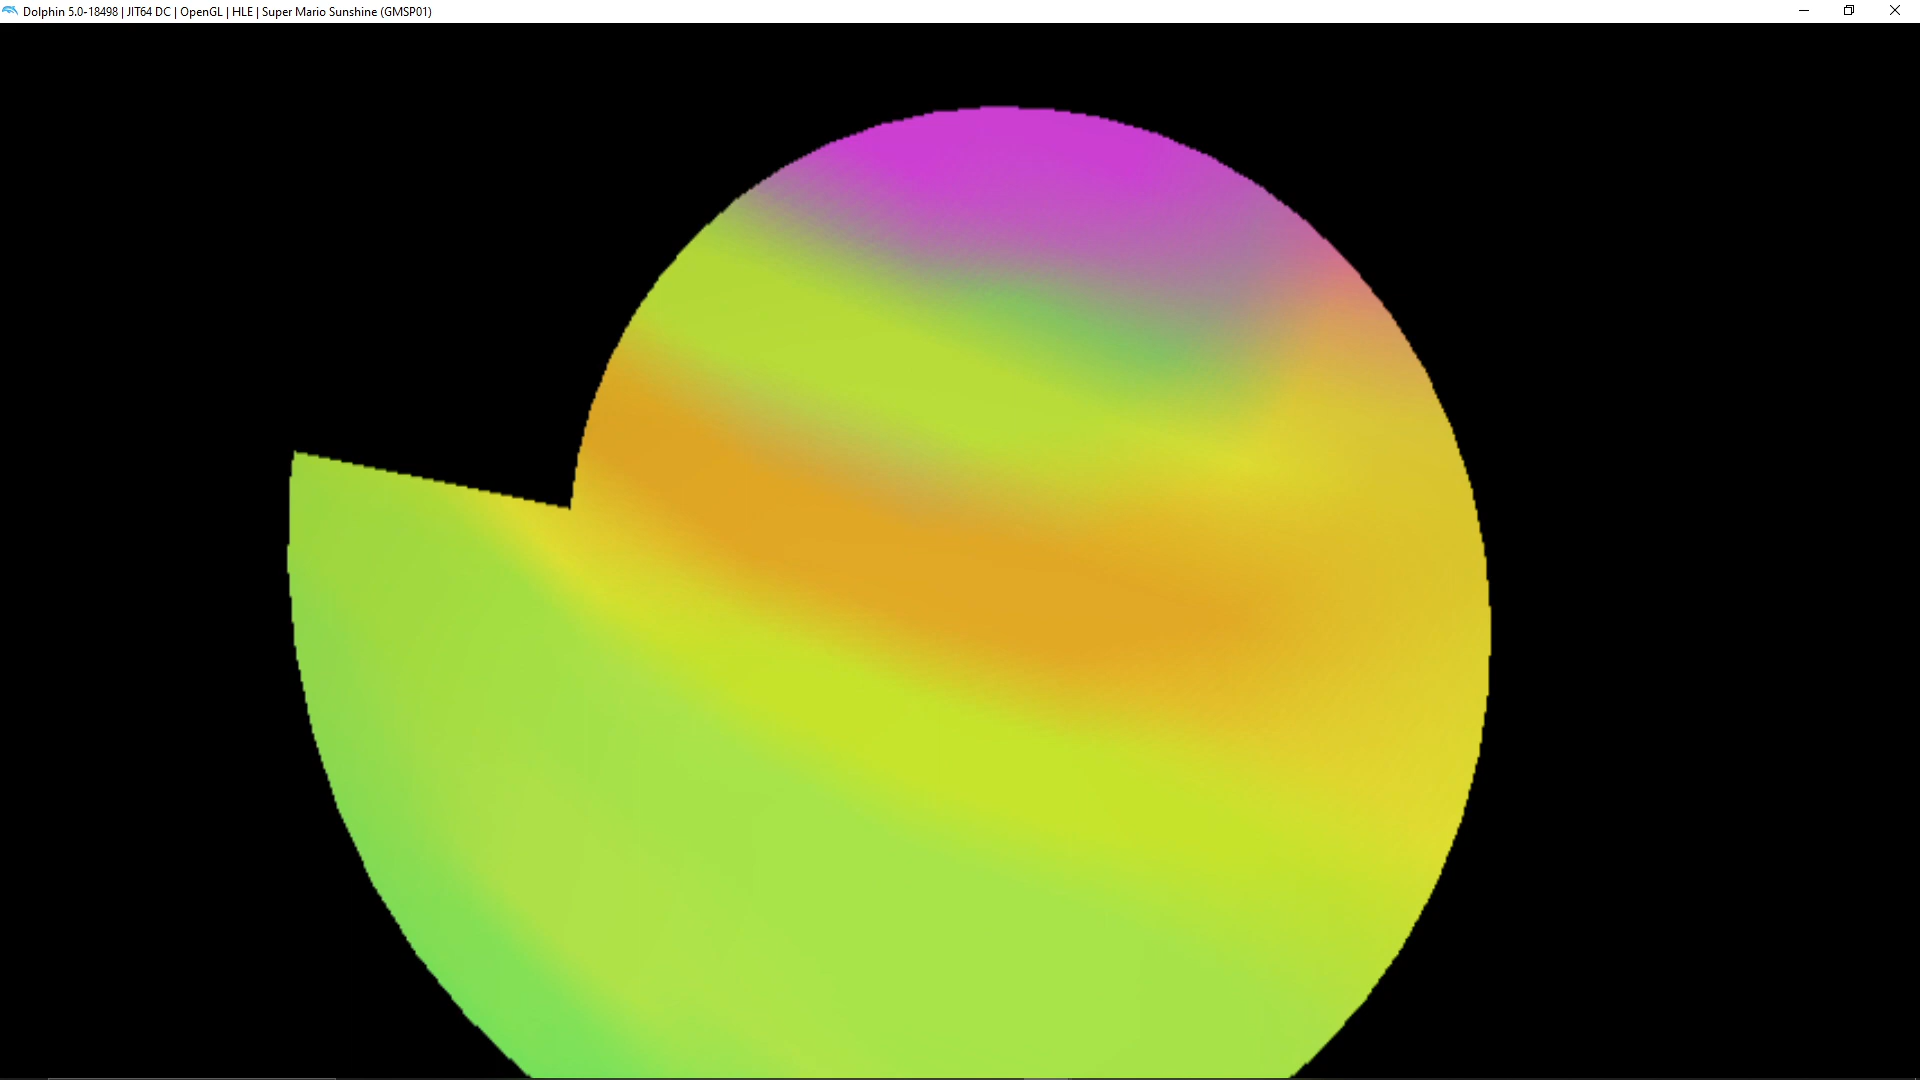 Dolphin 5.0-18498 | JIT64 DC | OpenGL | HLE | Super Mario Sunshine (GMSP01)